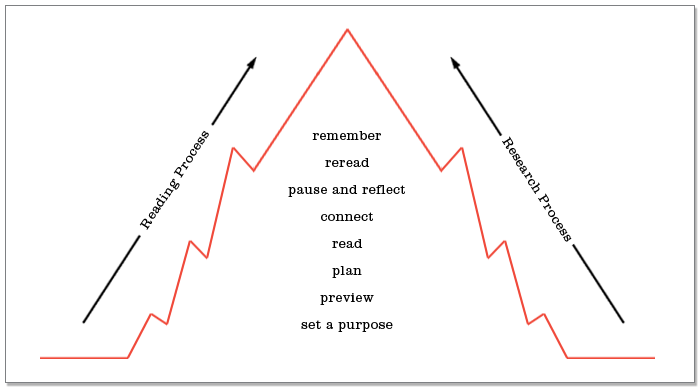 Reading Process
Research Process
remember
reread
pause and reflect
connect
read
plan
preview
set a purpose